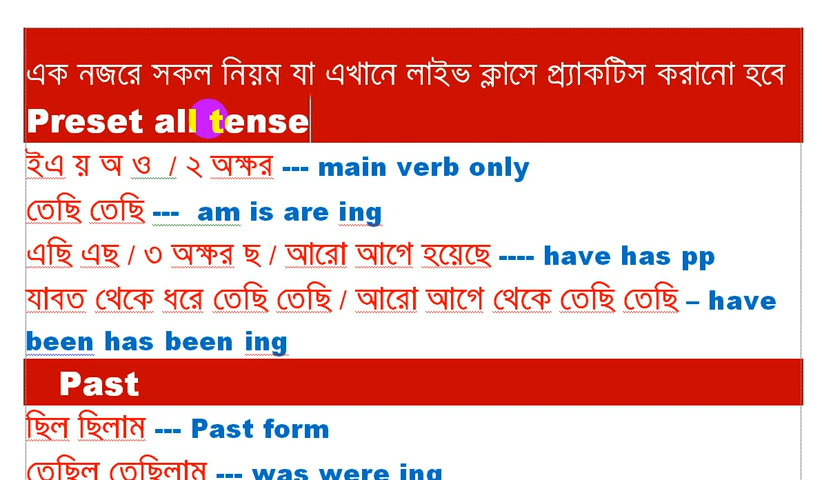 এক নজরে সকল নিয়ম যা এখানে লাইভ ক্লাসে প্র্যাকটিস করানো হবে
Preset all tense
ইএ য় অ ও / ২ অক্ষর --- main verb only
তেছি তেছি --- am is are ing
এছি এছ / ৩ অক্ষর ছ / আরো আগে হয়েছে ---- have has pp
যাবত থেকে ধরে তেছি তেছি / আরো আগে থেকে তেছি তেছি – have
been has been ing
Past
ছিল ছিলাম --- Past form
তেছিল তেছিলাম --- was were ing